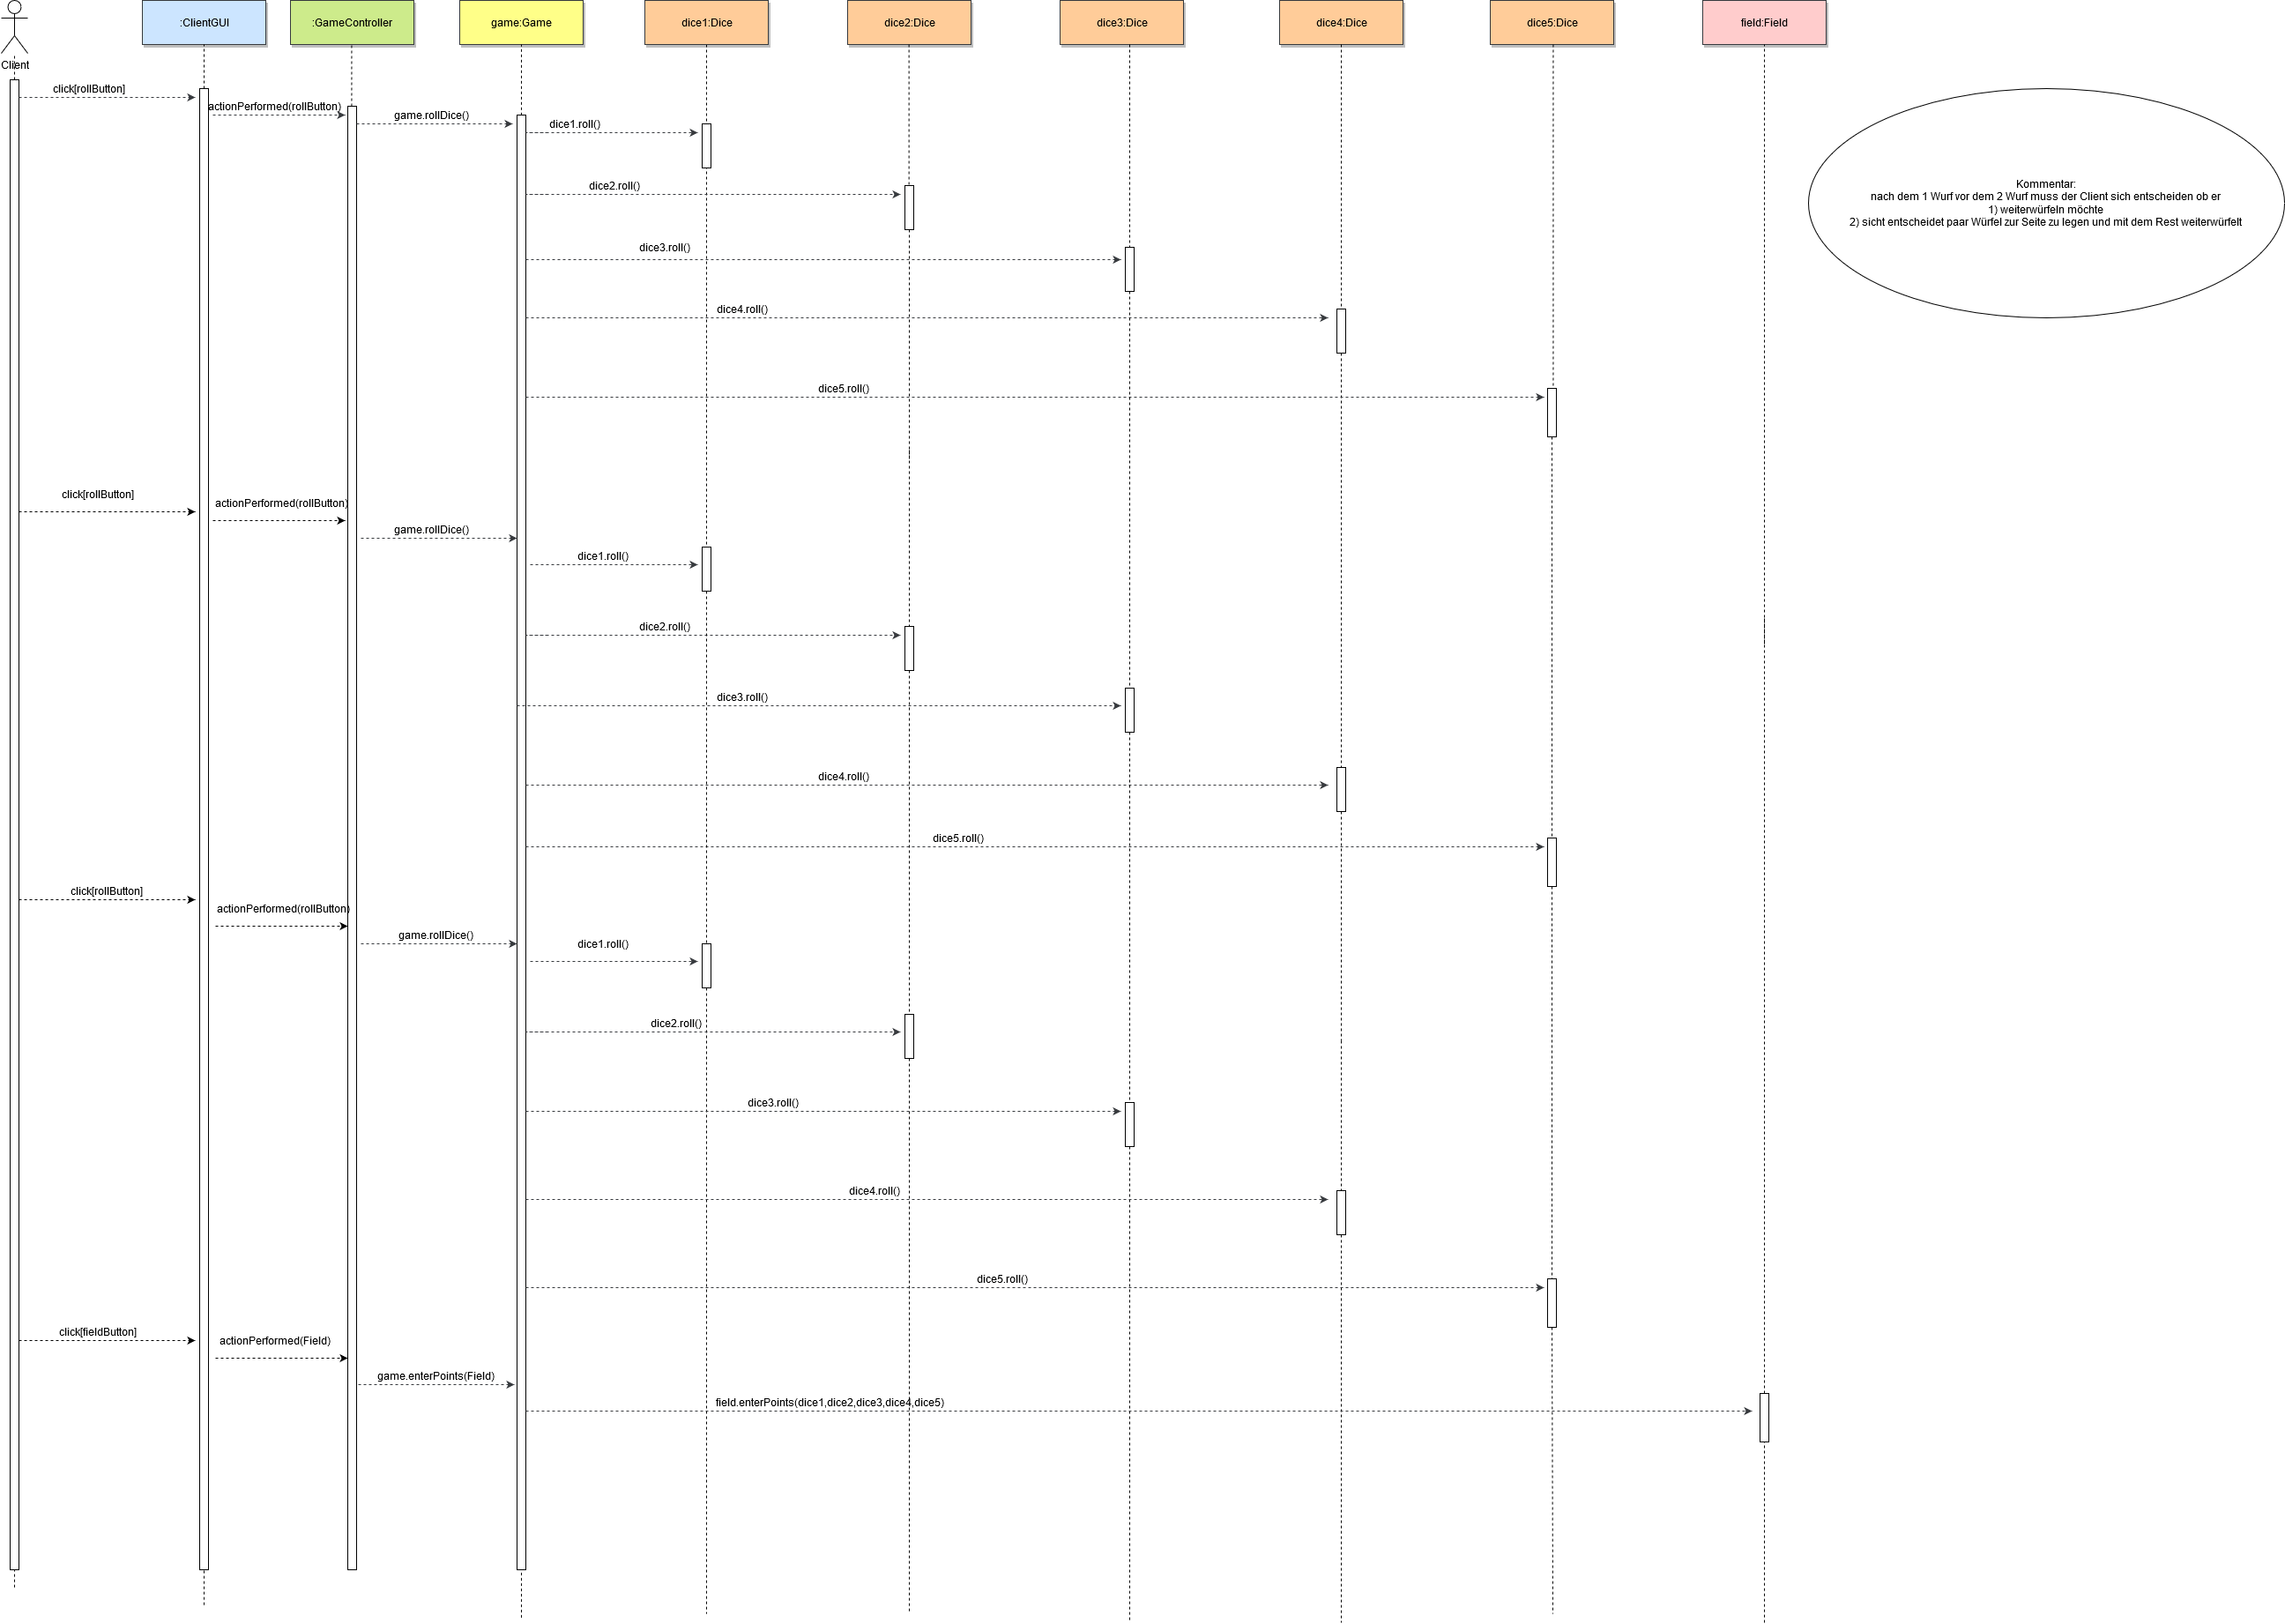 :ClientGUI
:GameController
game:Game
dice1:Dice
dice2:Dice
dice3:Dice
dice4:Dice
dice5:Dice
field:Field
Client
click[rollButton]
actionPerformed(rollButton)
game.rollDice()
dice1.roll()
dice2.roll()
Kommentar:
nach dem 1 Wurf vor dem 2 Wurf muss der Client sich entscheiden ob er
1) weiterwürfeln möchte
2) sicht entscheidet paar Würfel zur Seite zu legen und mit dem Rest weiterwürfelt
dice3.roll()
dice4.roll()
dice5.roll()
click[rollButton]
actionPerformed(rollButton)
game.rollDice()
dice1.roll()
dice2.roll()
dice3.roll()
dice4.roll()
dice5.roll()
click[rollButton]
actionPerformed(rollButton)
game.rollDice()
dice1.roll()
dice2.roll()
dice3.roll()
dice4.roll()
dice5.roll()
click[fieldButton]
actionPerformed(Field)
game.enterPoints(Field)
field.enterPoints(dice1,dice2,dice3,dice4,dice5)